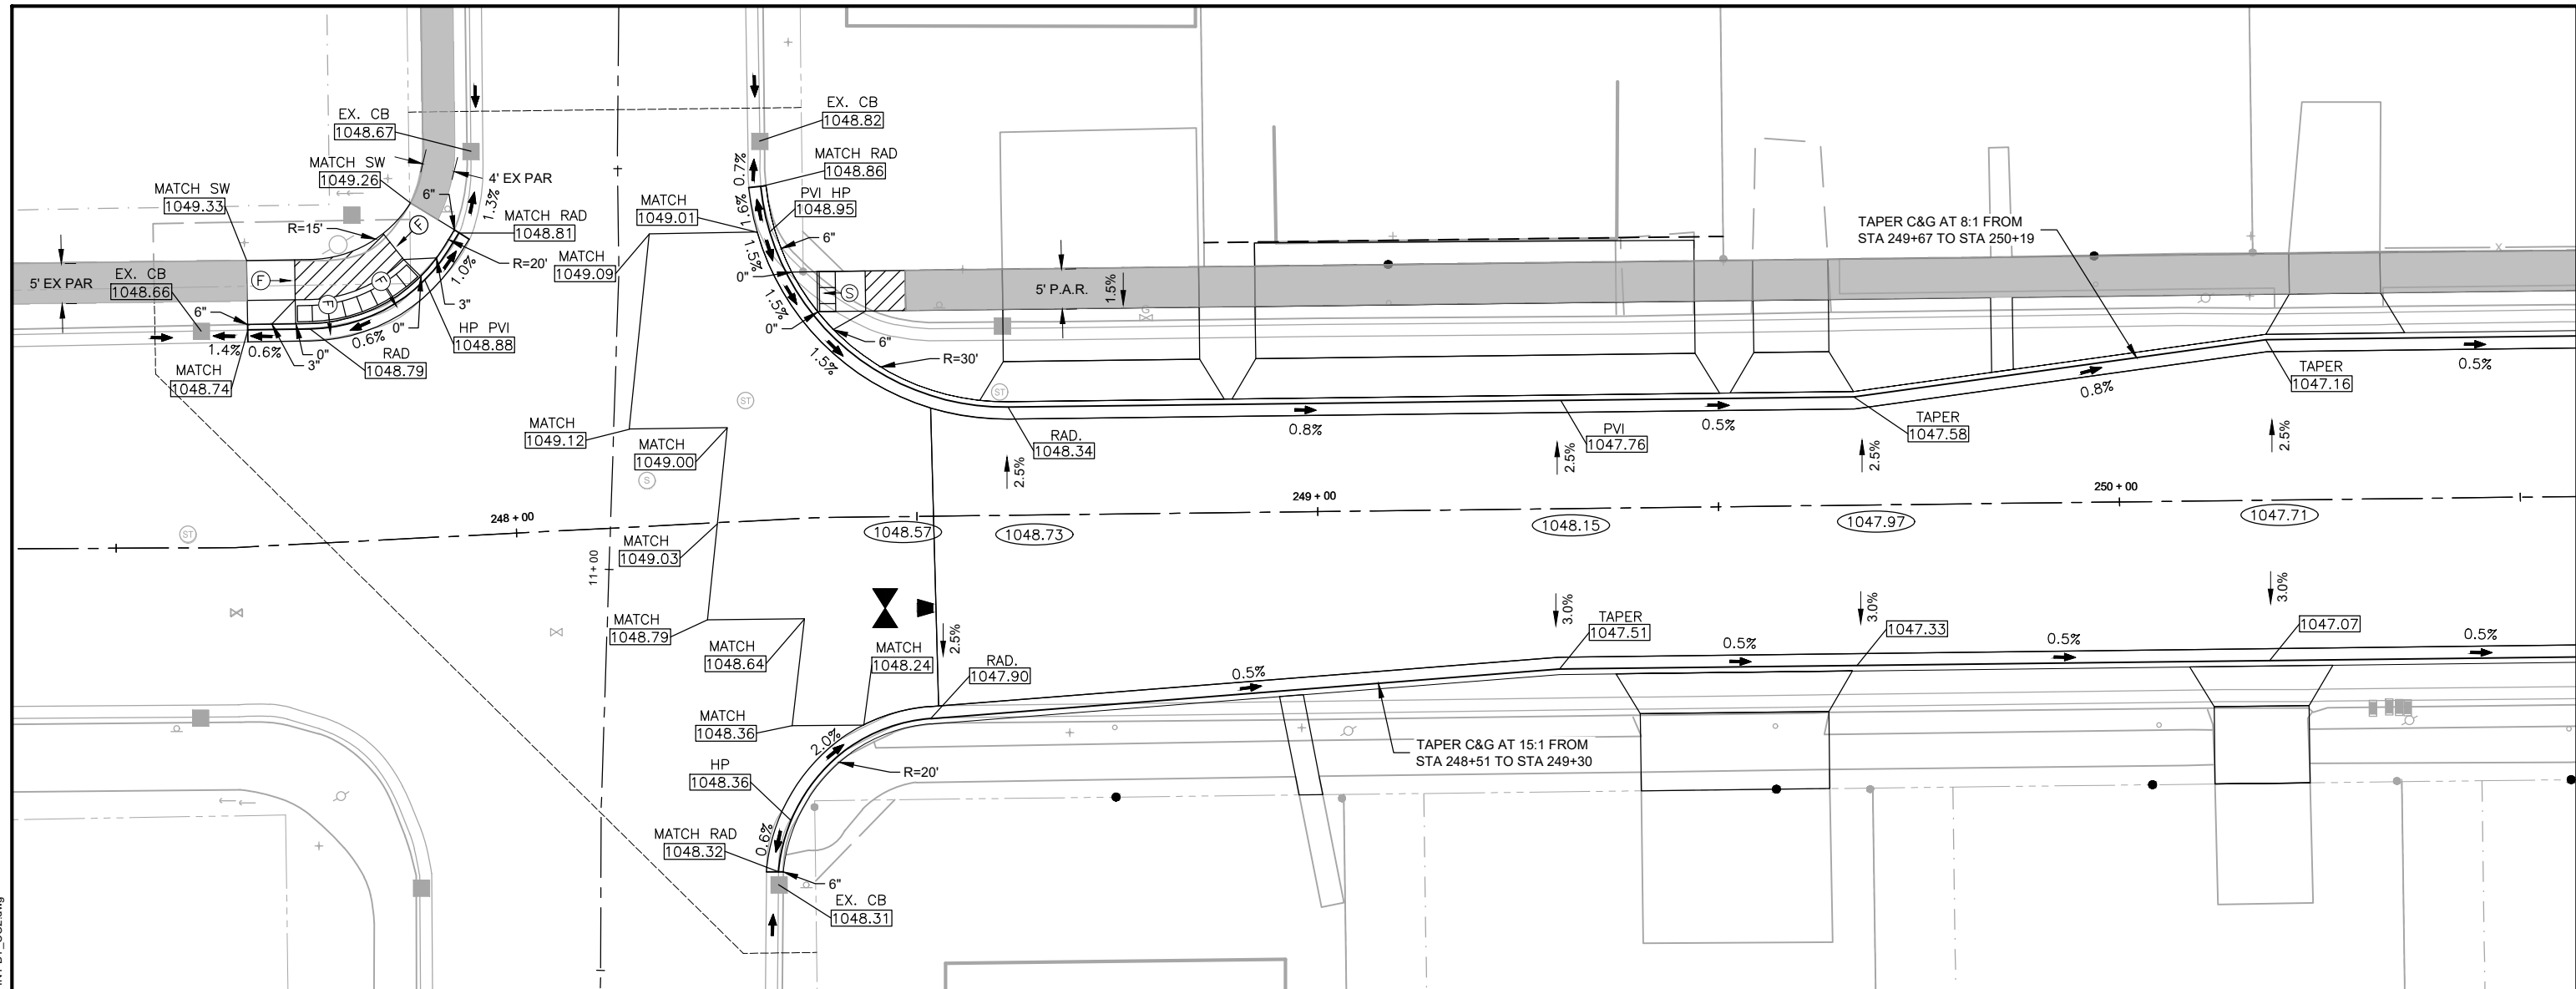 EX. CB
1048.67
MATCH SW
1049.26
4' EX PAR
6"
1.3%
MATCH SW
1049.33
R=15'
F
MATCH RAD
1048.81
R=20'
1.0%
5' EX PAR
EX. CB
1048.66
F
F
F
6"
3"
0"
HP PVI
1048.88
1.4%
0.6%
0"
3"
0.6%
RAD
1048.79
MATCH
1048.74
EX. CB
1048.82
0.7%
MATCH RAD
1048.86
1.6%
PVI HP
1048.95
MATCH
1049.01
6"
1.5%
MATCH
1049.09
0"
S
1.5%
0"
6"
1.5%
R=30'
5' P.A.R.
1.5%
G
TAPER C&G AT 8:1 FROM
STA 249+67 TO STA 250+19
X
ST
ST
ST
S
MATCH
1049.12
MATCH
1049.00
RAD.
1048.34
2.5%
0.8%
PVI
1047.76
2.5%
0.5%
TAPER
1047.58
2.5%
0.8%
TAPER
1047.16
2.5%
0.5%
248 + 00
249 + 00
250 + 00
11 + 00
MATCH
1049.03
1048.57
1048.73
1048.15
1047.97
1047.71
MATCH
1048.79
MATCH
1048.64
MATCH
1048.24
2.5%
RAD.
1047.90
0.5%
3.0%
TAPER
1047.51
0.5%
3.0%
1047.33
0.5%
3.0%
1047.07
0.5%
MATCH
1048.36
2.0%
HP
1048.36
R=20'
TAPER C&G AT 15:1 FROM
STA 248+51 TO STA 249+30
0.6%
MATCH RAD
1048.32
6"
EX. CB
1048.31